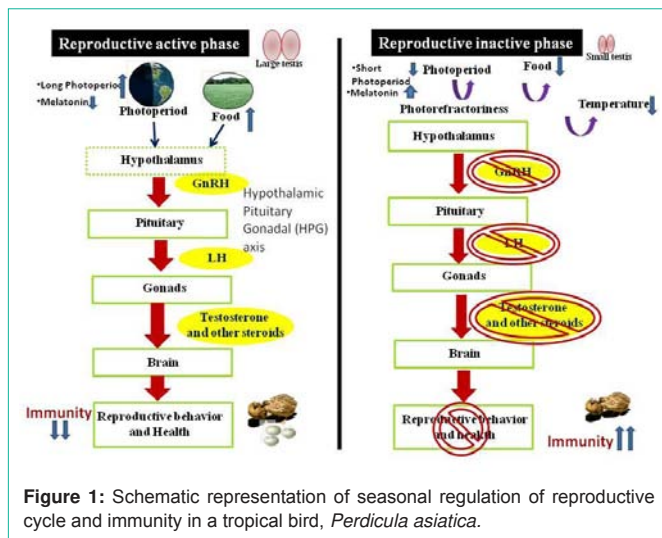 Reproductive active phase
Large testis
•Long Photoperiod
•Melatonin
Photoperiod
Food
Hypothalamus
GnRH
Hypothalamic
Pituitary
Gonadal (HPG)
axis
Pituitary
LH
Gonads
Testosterone
and other steroids
Brain
Immunity
Reproductive behavior
and Health
Reproductive inactive phase
Small testis
•Short
Photoperiod
•Melatonin
Photoperiod
Food
Temperature
Photorefractoriness
Hypothalamus
GnRH
Pituitary
LH
Gonads
Testosterone
and other steroids
Brain
Reproductive behavior
and health
Immunity
Figure 1: Schematic representation of seasonal regulation of reproductive
cycle and immunity in a tropical bird, Perdicula asiatica.